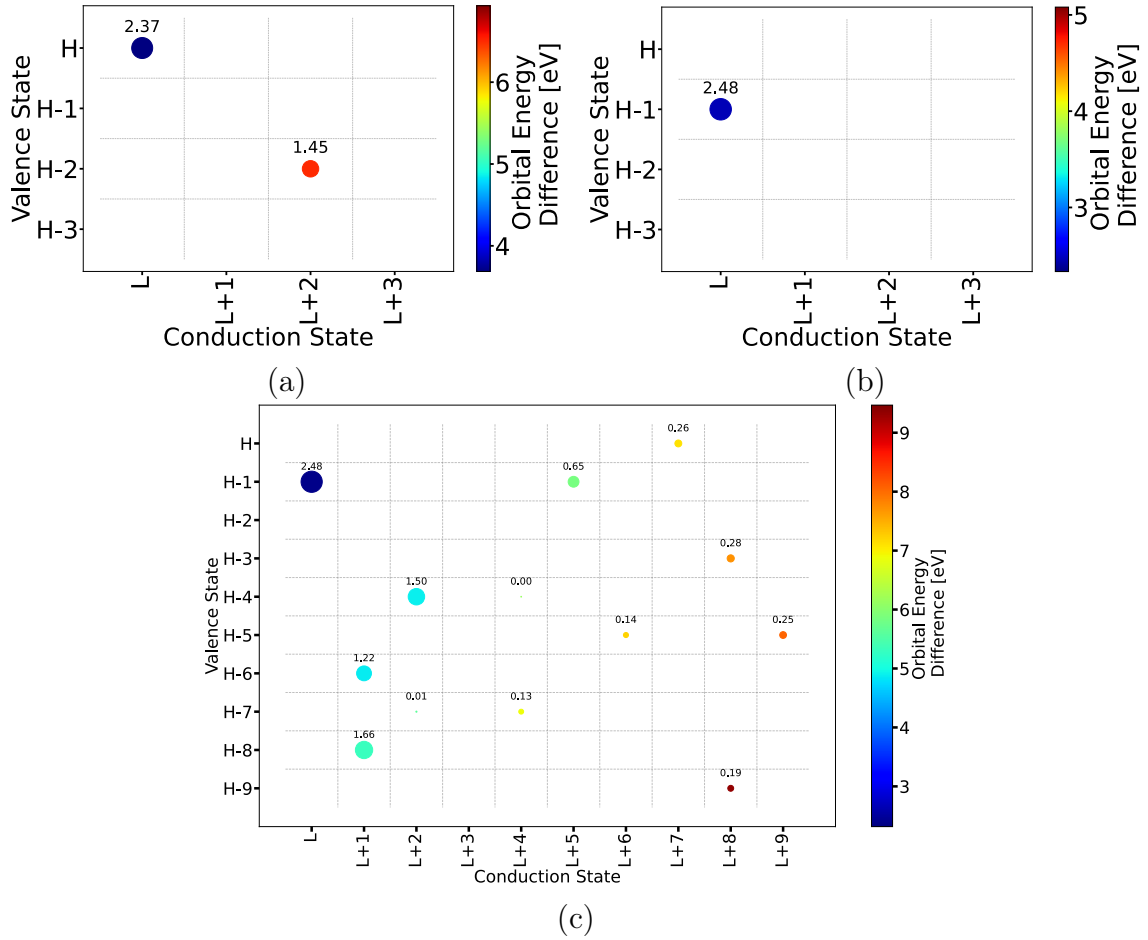 2.37
1.45
H
H-1
H-2
H-3
Valence State
L
L+1
L+2
L+3
Conduction State
6
5
4
Orbital Energy
Difference [eV]
(a)
2.48
H
H-1
H-2
H-3
Valence State
L
L+1
L+2
L+3
Conduction State
5
4
3
Orbital Energy
Difference [eV]
(b)
0.26
2.48
0.65
0.28
1.50
0.00
0.14
0.25
1.22
0.01
0.13
1.66
0.19
H
H-1
H-2
H-3
H-4
H-5
H-6
H-7
H-8
H-9
Valence State
L
L+1
L+2
L+3
L+4
L+5
L+6
L+7
L+8
L+9
Conduction State
9
8
7
6
5
4
3
Orbital Energy
Difference [eV]
(c)